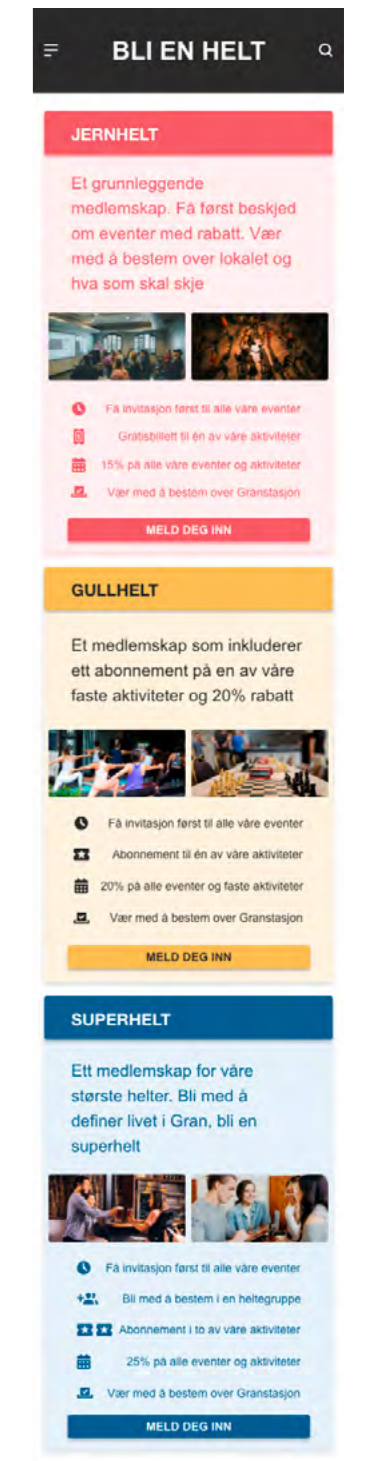 BLI EN HELT
JERNHELT
Et
grunnleggende
medlemskap. Få først beskjed
om eventer med rabatt. Vær
med å bestem over lokalet og
hva som skal skje
Få invitasjon først til alle våre eventer
Gratisbillett til én av våre aktiviteter
15% på alle våre eventer og aktiviteter
Vær med å bestem over Granstasjon
MELD DEG INN
GULLHELT
Et medlemskap som inkluderer
ett abonnement på en av våre
faste aktiviteter og 20% rabatt
Få invitasjon først til alle våre eventer
Abonnement til én av våre aktiviteter
20% på alle eventer og faste aktiviteter
Vær med å bestem over Granstasjon
MELD DEG INN
SUPERHELT
Ett medlemskap for våre
største helter. Bli med å
definer livet i Gran, bli en
superhelt
Få invitasjon først til alle våre eventer
Bli med å bestem i en heltegruppe
Abonnement i to av våre aktiviteter
25% på alle eventer og aktiviteter
Vær med å bestem over Granstasjon
MELD DEG INN